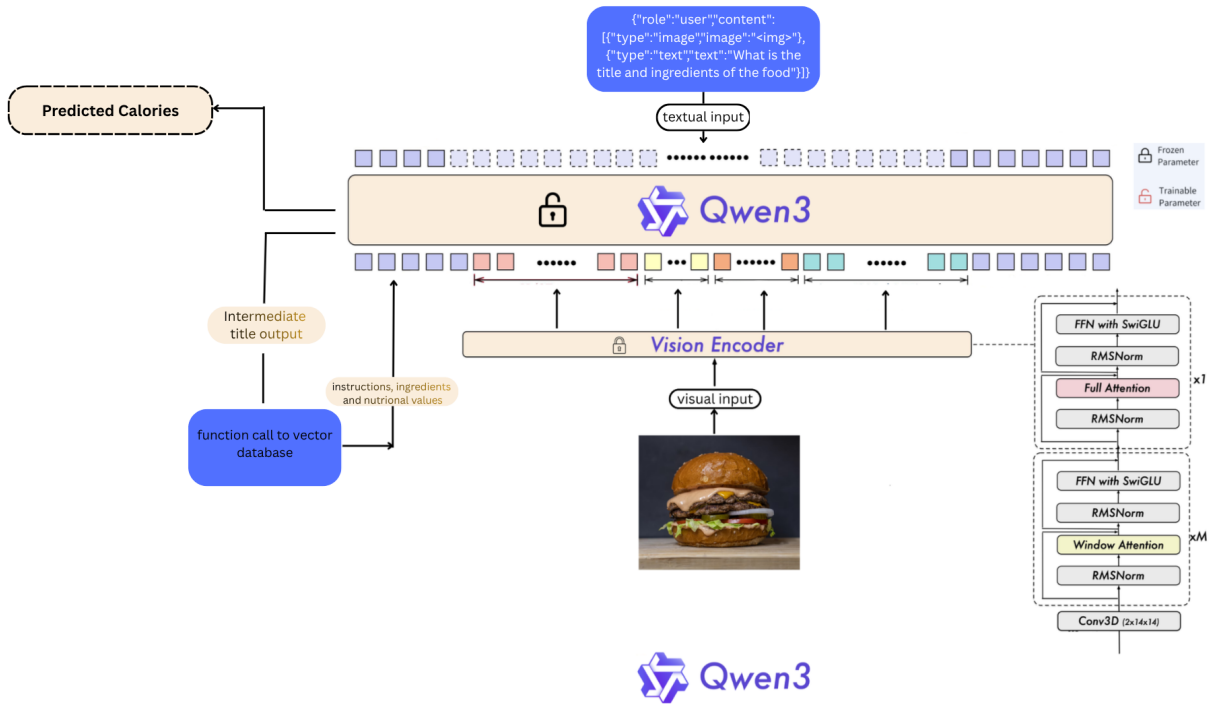 {"role":"user","content":
[{"type":"image","image":"<img>"},
{"type":"text","text":"What is the
title and ingredients of the food"}]}
textual input
Predicted Calories
Frozen
Parameter
Trainable
Parameter
Qwen3
Intermediate
title output
Vision Encoder
instructions, ingredients
and nutrional values
visual input
function call to vector
database
FFN with SwiGLU
RMSNorm
x1
Full Attention
RMSNorm
FFN with SwiGLU
RMSNorm
xM
Window Attention
RMSNorm
Conv3D (2x14x14)
Qwen3